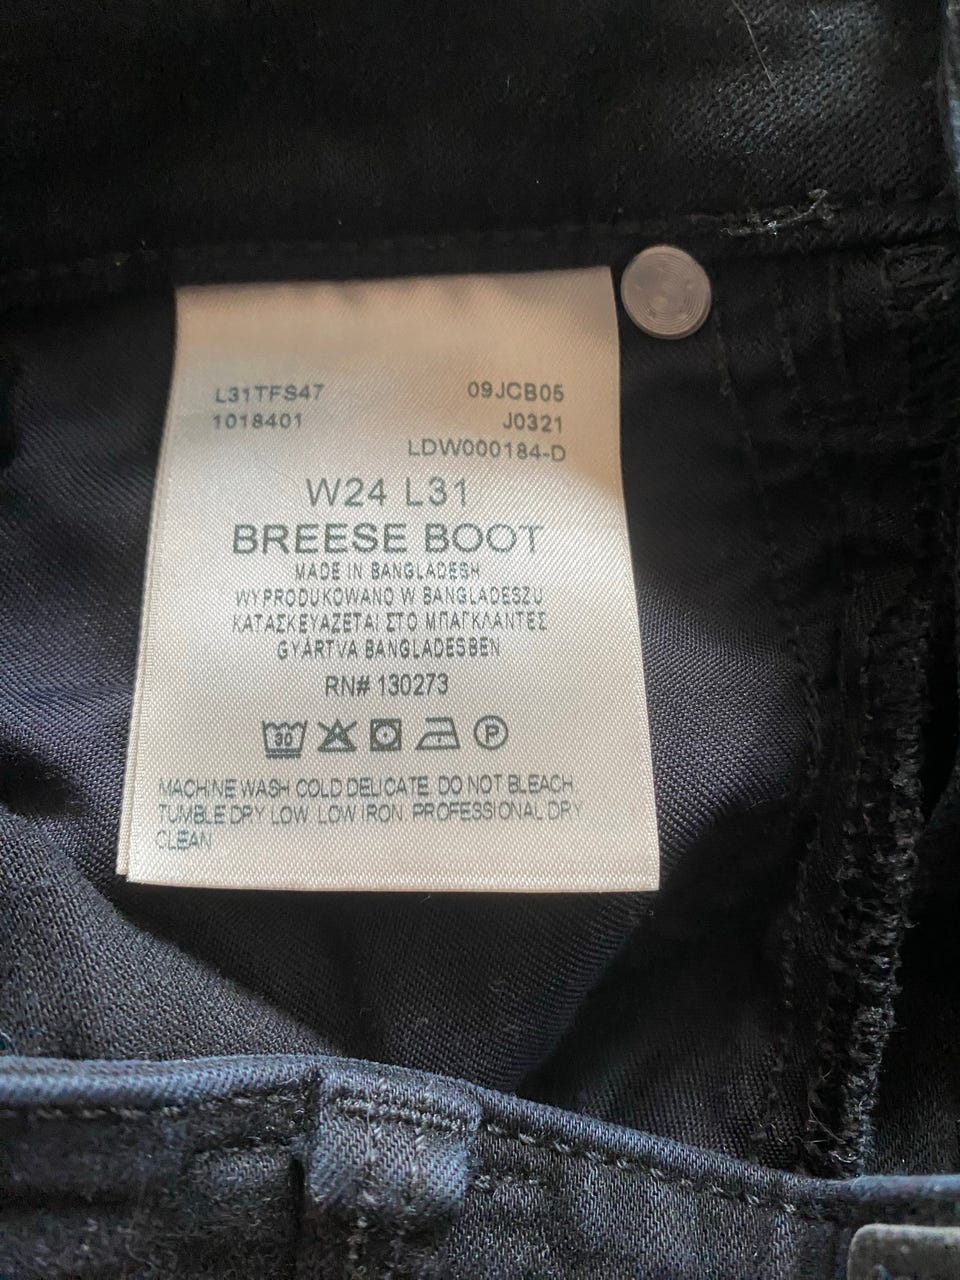 L31TFS47 09JCB05
1018401 J0321
LDW000184-D
W24 L31
BREESE BOOT
MADE IN BANGLADESH
WYPRODUKOWANO W BANGLADESZU
ΚΑΤΑΣΚΕΥΑΖΕΤΑΙ ΣΤΟ ΜΠΑΓΚΛΑΝΤΕΣ
GYÁRTVA BANGLADESBEN
RN# 130273
30 P
MACHINE WASH COLD DELICATE. DO NOT BLEACH.
TUMBLE DRY LOW. LOW IRON. PROFESSIONAL DRY
CLEAN